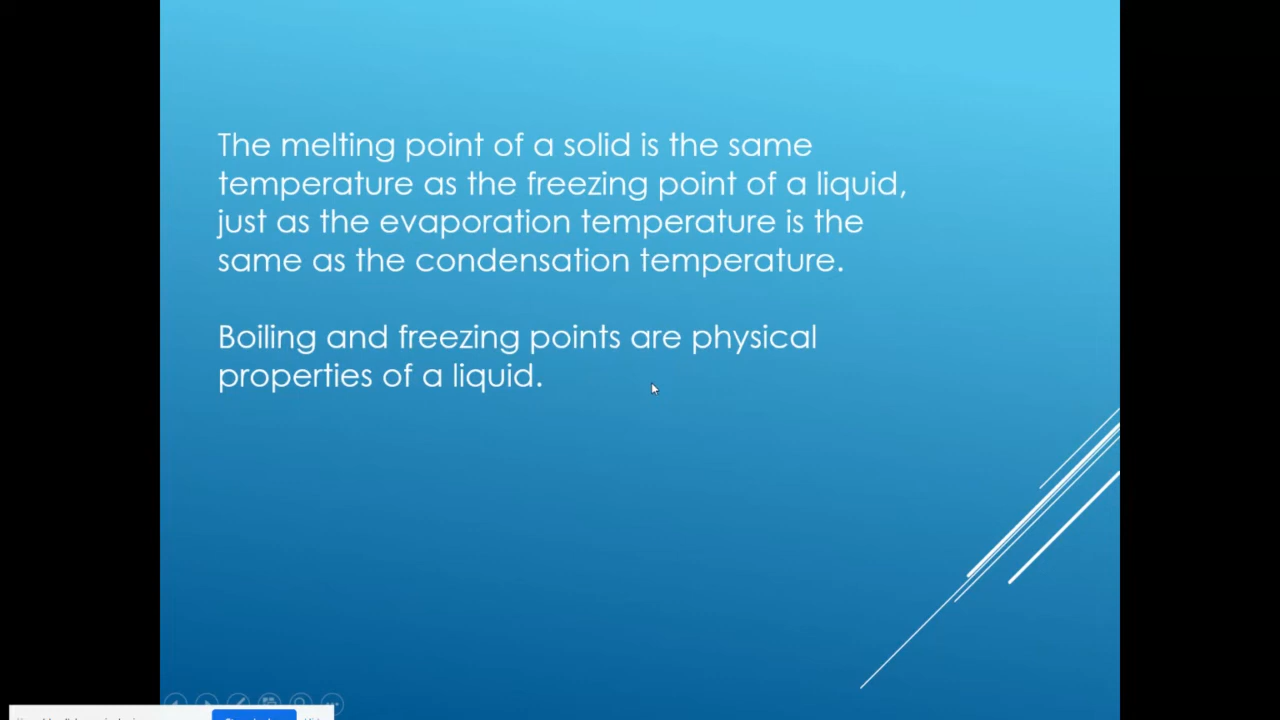 The melting point of a solid is the same
temperature as the freezing point of a liquid,
just as the evaporation temperature is the
same as the condensation temperature.
Boiling and freezing points are physical
properties of a liquid.